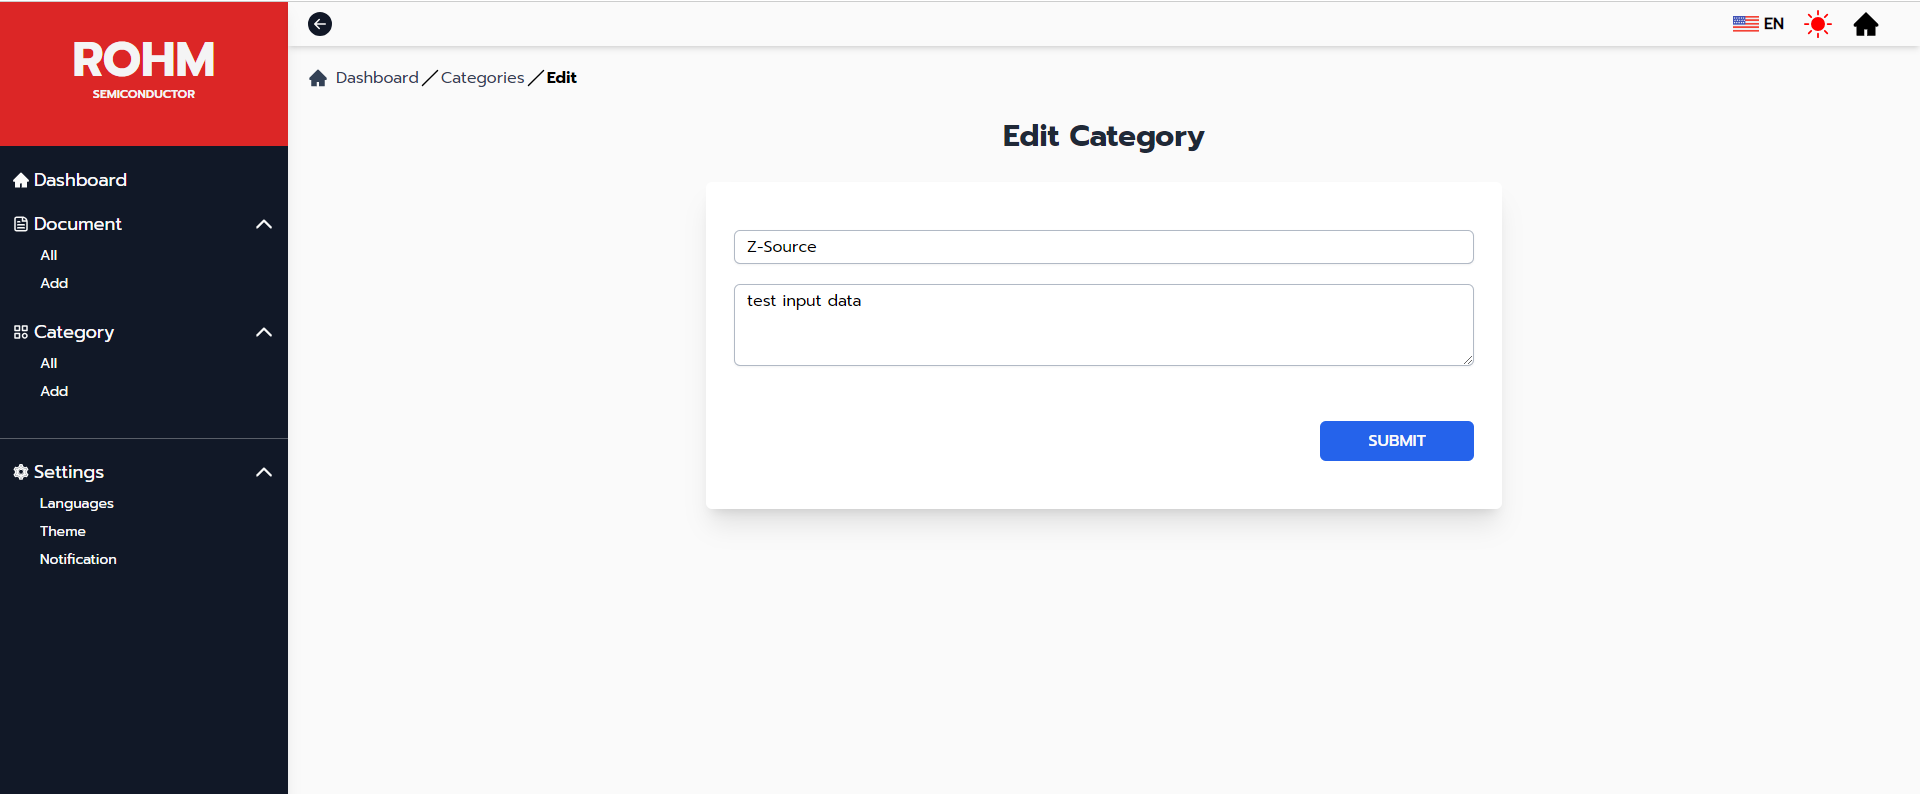 ROHM
SEMICONDUCTOR
Dashboard
Document
All
Add
Category
All
Add
Settings
Languages
Theme
Notification
EN
Dashboard / Categories / Edit
Edit Category
Z-Source
test input data
SUBMIT